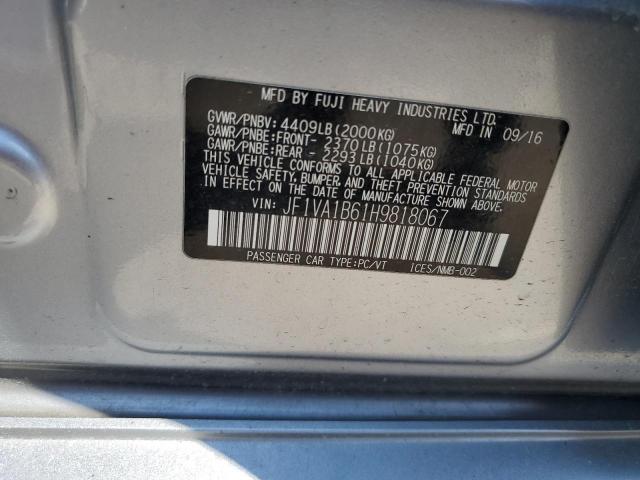 MFD BY FUJI HEAVY INDUSTRIES LTD.
GVWR/PNBV: 4409LB(2000KG) MFD IN 09/16
GAWR/PNBE:FRONT- 2370LB(1075KG)
GAWR/PNBE:REAR - 2293LB(1040KG)
THIS VEHICLE CONFORMS TO ALL APPLICABLE FEDERAL MOTOR
VEHICLE SAFETY, BUMPER, AND THEFT PREVENTION STANDARDS
IN EFFECT ON THE DATE OF MANUFACTURE SHOWN ABOVE.
VIN: JF1VA1B61H9818067
PASSENGER CAR TYPE:PC/VT ICES/NMB-002